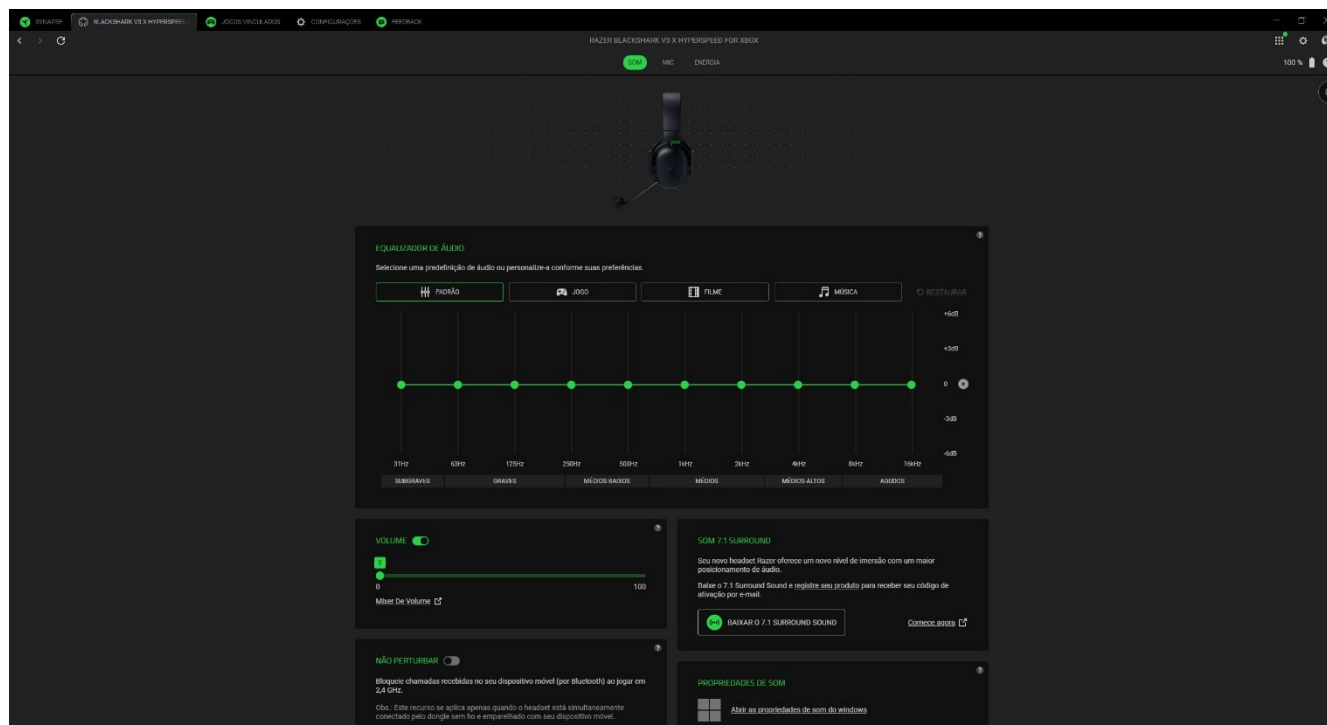 SYNAPSE
BLACKSHARK V3 X HYPERSPEED
JOGOS VINCULADOS
CONFIGURAÇÕES
FEEDBACK
RAZER BLACKSHARK V3 X HYPERSPEED FOR XBOX
SOM
MIC
ENERGIA
100 %
EQUALIZADOR DE ÁUDIO
Selecione uma predefinição de áudio ou personalize-a conforme suas preferências.
PADRÃO
JOGO
FILME
MÚSICA
RESTAURAR
+6dB
+3dB
0
-3dB
-6dB
31Hz 63Hz 125Hz 250Hz 500Hz 1kHz 2kHz 4kHz 8kHz 16kHz
SUBGRAVES GRAVES MÉDIOS-BAIXOS MÉDIOS MÉDIOS-ALTOS AGUDOS
VOLUME
0
0 100
Mixer De Volume
SOM 7.1 SURROUND
Seu novo headset Razer oferece um novo nível de imersão com um maior
posicionamento de áudio.
Baixe o 7.1 Surround Sound e registre seu produto para receber seu código de
ativação por e-mail.
BAIXAR O 7.1 SURROUND SOUND
Comece agora
NÃO PERTURBAR
Bloqueie chamadas recebidas no seu dispositivo móvel (por Bluetooth) ao jogar em
2,4 GHz.
Obs.: Este recurso se aplica apenas quando o headset está simultaneamente
conectado pelo dongle sem fio e emparelhado com seu dispositivo móvel.
PROPRIEDADES DE SOM
Abrir as propriedades de som do windows